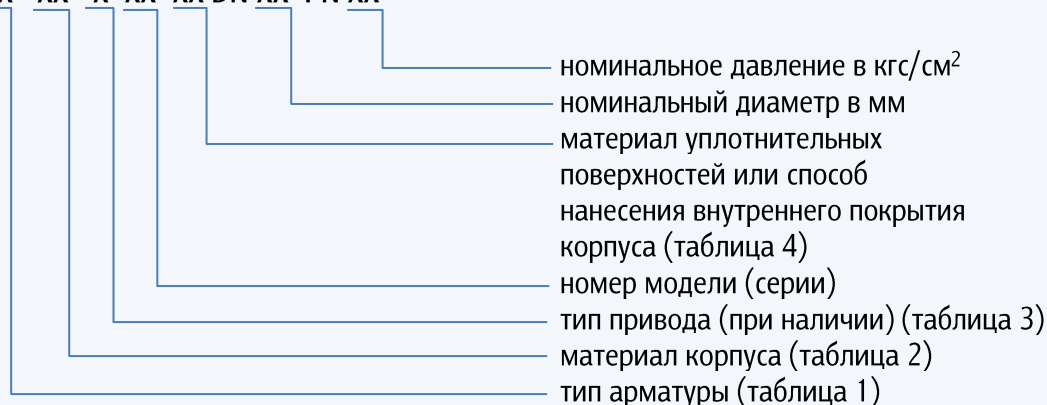 номинальное давление в кгс/см²
номинальный диаметр в мм
материал уплотнительных
поверхностей или способ
нанесения внутреннего покрытия
корпуса (таблица 4)
номер модели (серии)
тип привода (при наличии) (таблица 3)
материал корпуса (таблица 2)
тип арматуры (таблица 1)